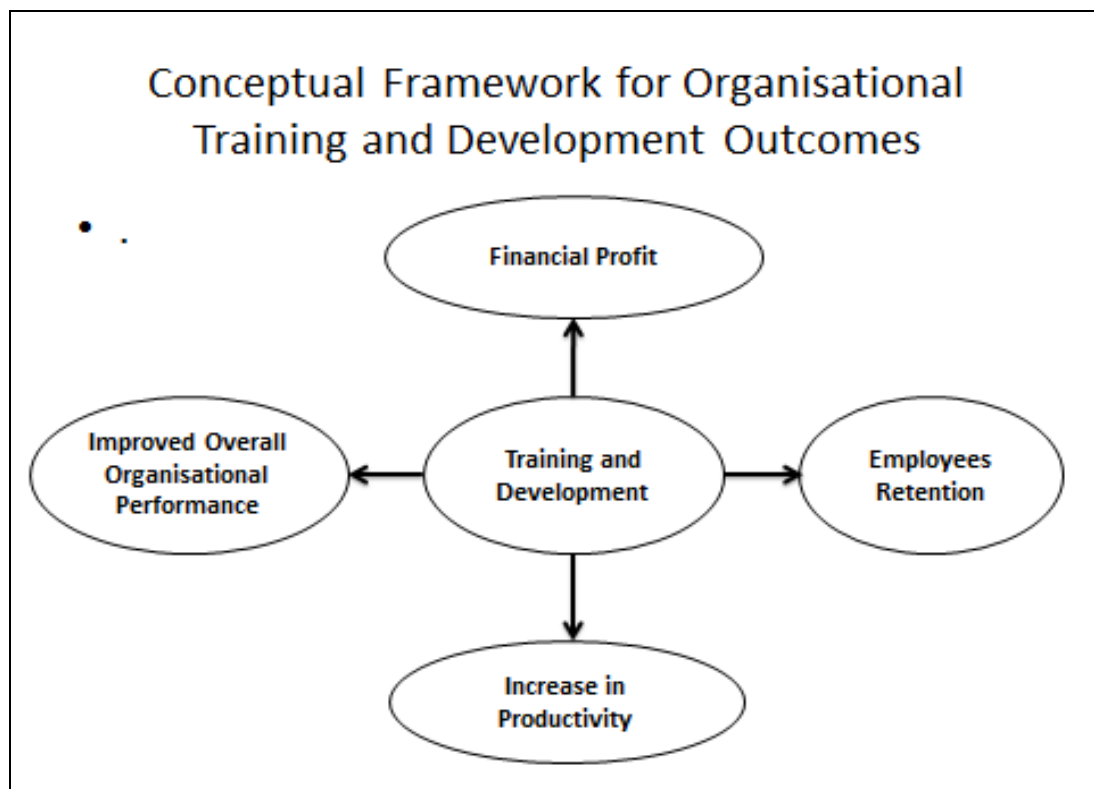 Conceptual Framework for Organisational
Training and Development Outcomes
• .
Financial Profit
Improved Overall
Organisational
Performance
Training and
Development
Employees
Retention
Increase in
Productivity